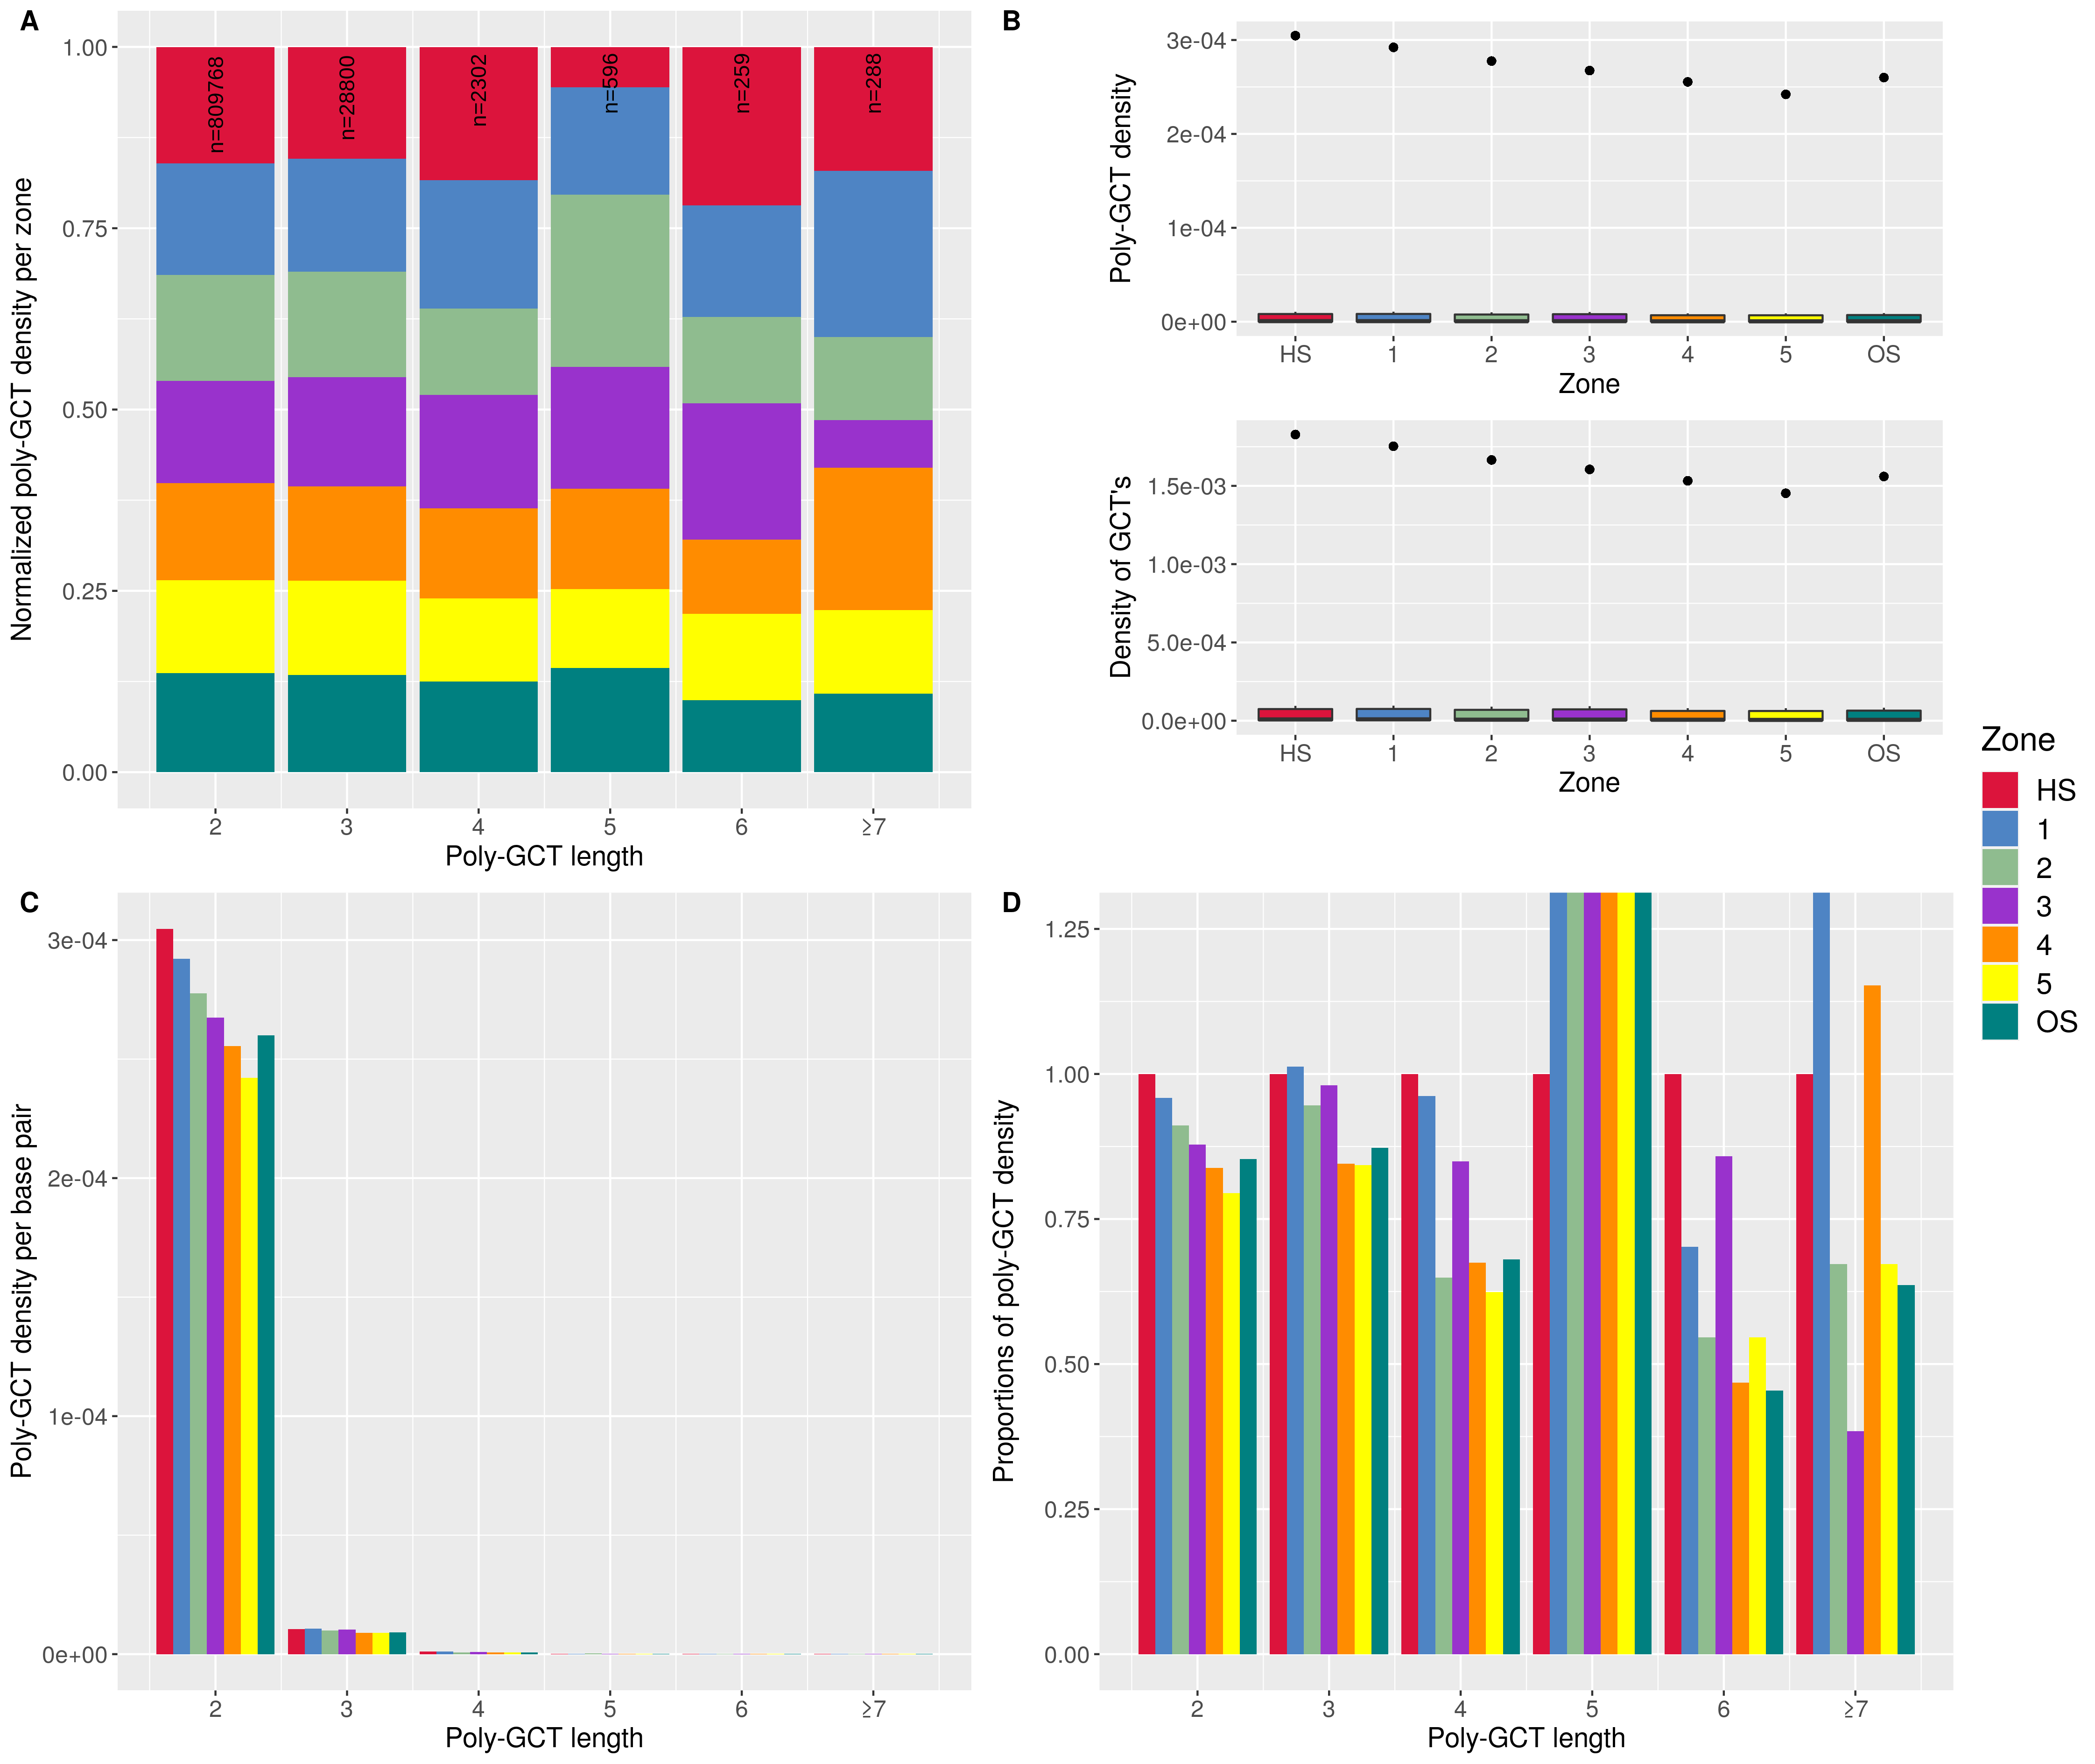 A
Normalized poly-GCT density per zone
1.00
0.75
0.50
0.25
0.00
n=809768
n=28800
n=2302
n=596
n=259
n=288
2 3 4 5 6 ≥7
Poly-GCT length
B
Poly-GCT density
3e-04
2e-04
1e-04
0e+00
HS 1 2 3 4 5 OS
Zone
Density of GCT's
1.5e-03
1.0e-03
5.0e-04
0.0e+00
HS 1 2 3 4 5 OS
Zone
Zone
HS
1
2
3
4
5
OS
C
Poly-GCT density per base pair
3e-04
2e-04
1e-04
0e+00
2 3 4 5 6 ≥7
Poly-GCT length
D
Proportions of poly-GCT density
1.25
1.00
0.75
0.50
0.25
0.00
2 3 4 5 6 ≥7
Poly-GCT length